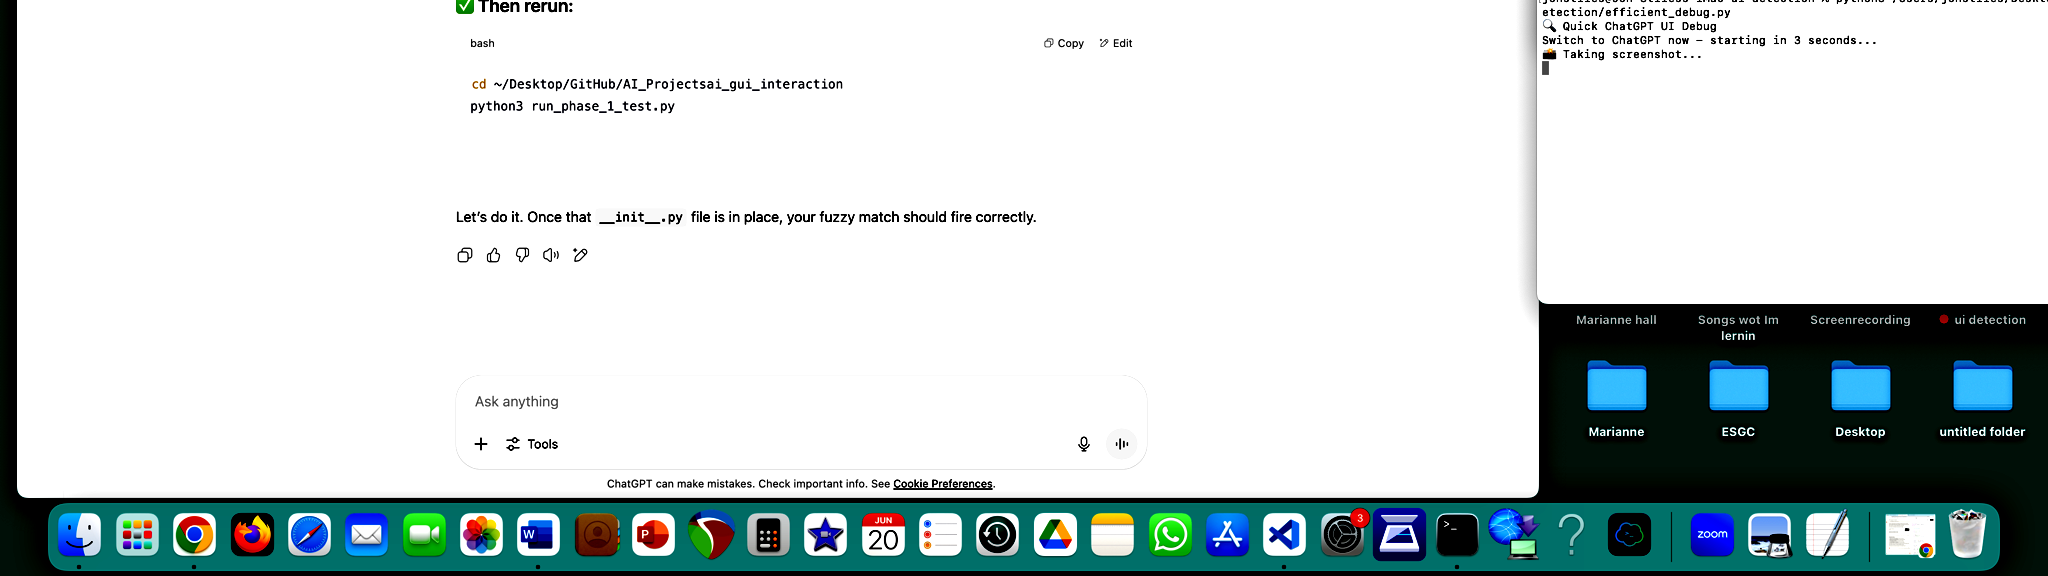 ✅ Then rerun:
bash
Copy
Edit
cd ~/Desktop/GitHub/AI_Projectsai_gui_interaction
python3 run_phase_1_test.py
Let's do it. Once that __init__.py file is in place, your fuzzy match should fire correctly.
Ask anything
Tools
ChatGPT can make mistakes. Check important info. See Cookie Preferences.
etection/efficient_debug.py
🔍 Quick ChatGPT UI Debug
Switch to ChatGPT now — starting in 3 seconds...
📸 Taking screenshot...
Marianne hall
Songs wot Im
lernin
Screenrecording
ui detection
Marianne
ESGC
Desktop
untitled folder
W
P
JUN
20
3
>_
zoom